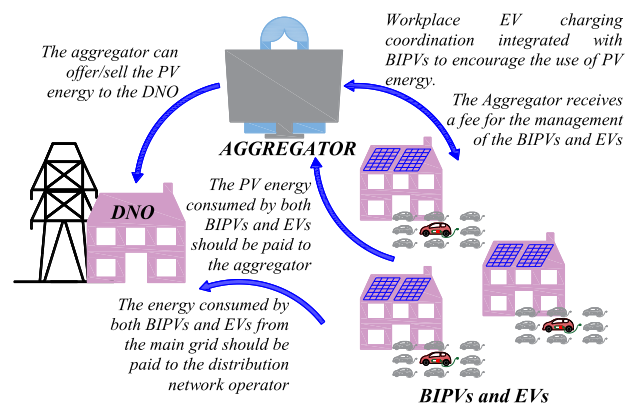 The aggregator can
offer/sell the PV
energy to the DNO
Workplace EV charging
coordination integrated with
BIPVs to encourage the use of PV
energy.
The Aggregator receives
a fee for the management
of the BIPVs and EVs
AGGREGATOR
DNO
The PV energy
consumed by both
BIPVs and EVs
should be paid to
the aggregator
The energy consumed by
both BIPVs and EVs from
the main grid should be
paid to the distribution
network operator
BIPVs and EVs